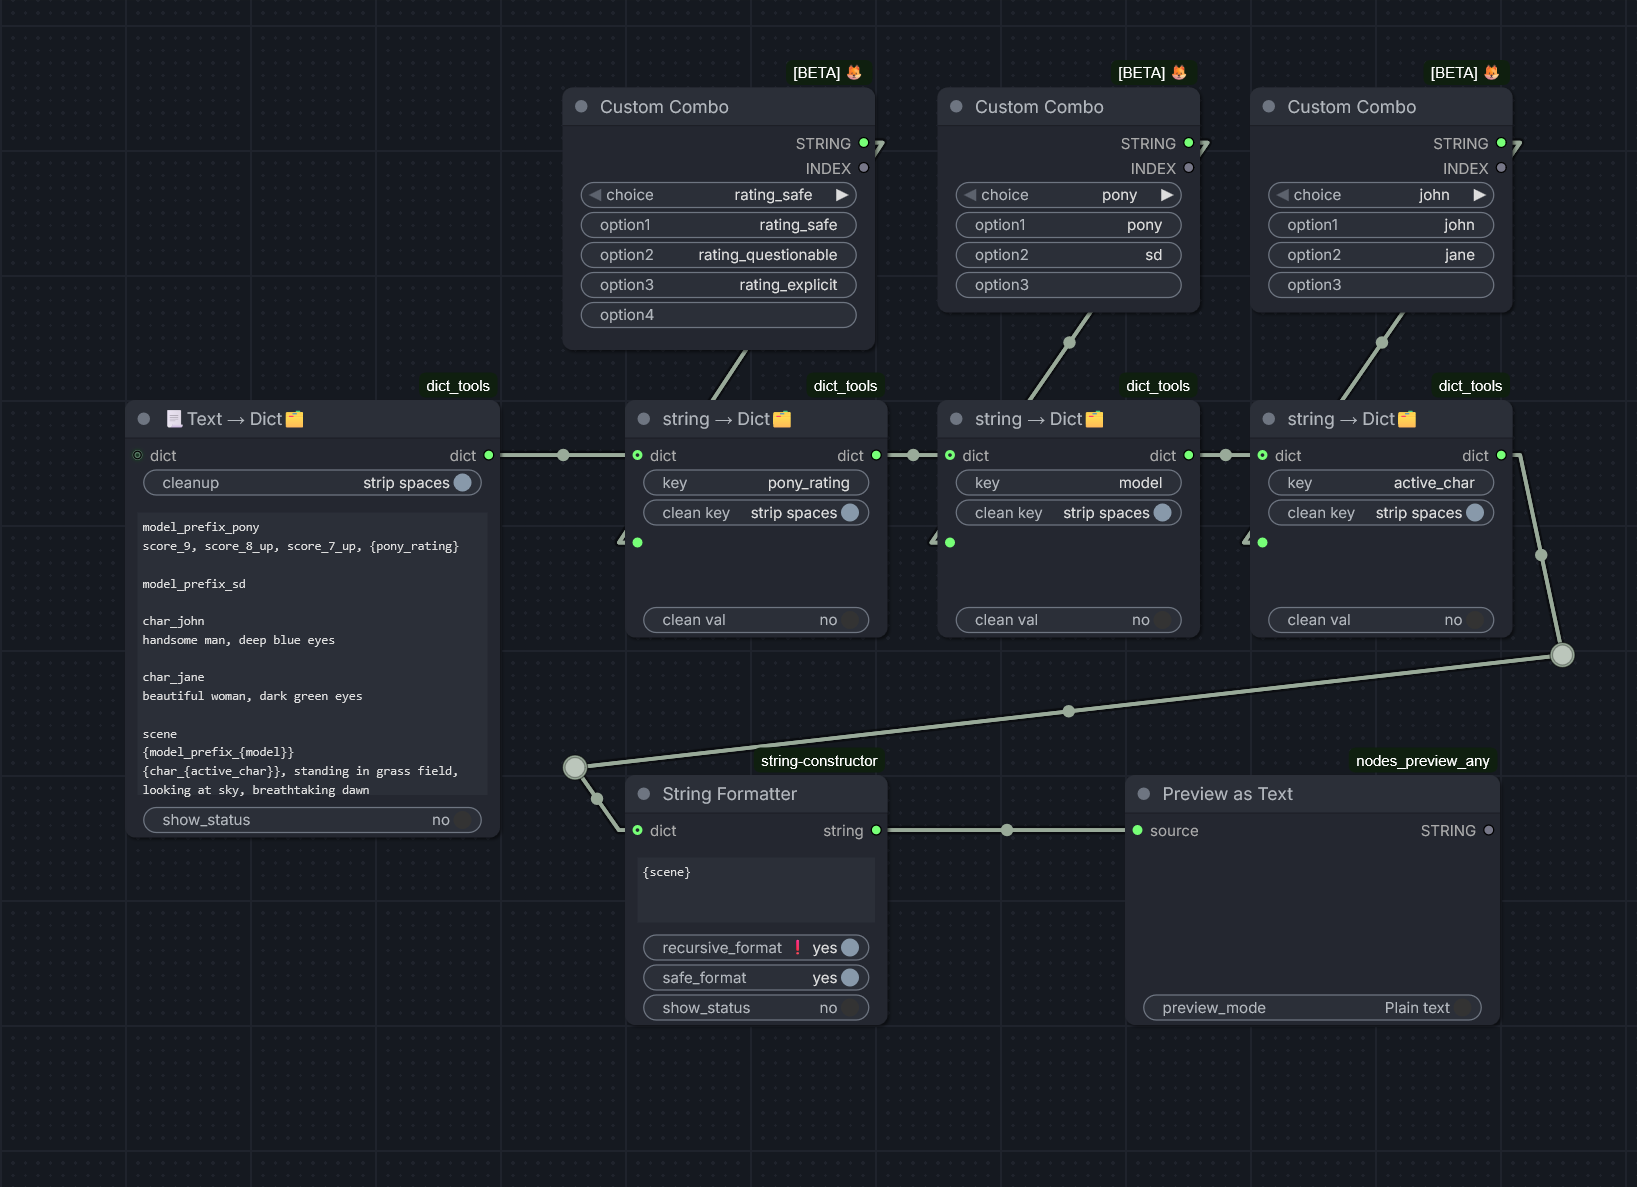 [BETA] 🦊
Custom Combo
STRING
INDEX
choice rating_safe
option1 rating_safe
option2 rating_questionable
option3 rating_explicit
option4
[BETA] 🦊
Custom Combo
STRING
INDEX
choice pony
option1 pony
option2 sd
option3
[BETA] 🦊
Custom Combo
STRING
INDEX
choice john
option1 john
option2 jane
option3
dict_tools
📃Text → Dict🗂️
dict dict
cleanup strip spaces
model_prefix_pony
score_9, score_8_up, score_7_up, {pony_rating}
model_prefix_sd
char_john
handsome man, deep blue eyes
char_jane
beautiful woman, dark green eyes
scene
{model_prefix_{model}}
{char_{active_char}}, standing in grass field,
looking at sky, breathtaking dawn
show_status no
dict_tools
string → Dict🗂️
dict dict
key pony_rating
clean key strip spaces
clean val no
dict_tools
string → Dict🗂️
dict dict
key model
clean key strip spaces
clean val no
dict_tools
string → Dict🗂️
dict dict
key active_char
clean key strip spaces
clean val no
string-constructor
String Formatter
dict string
{scene}
recursive_format ❗ yes
safe_format yes
show_status no
nodes_preview_any
Preview as Text
source STRING
preview_mode Plain text